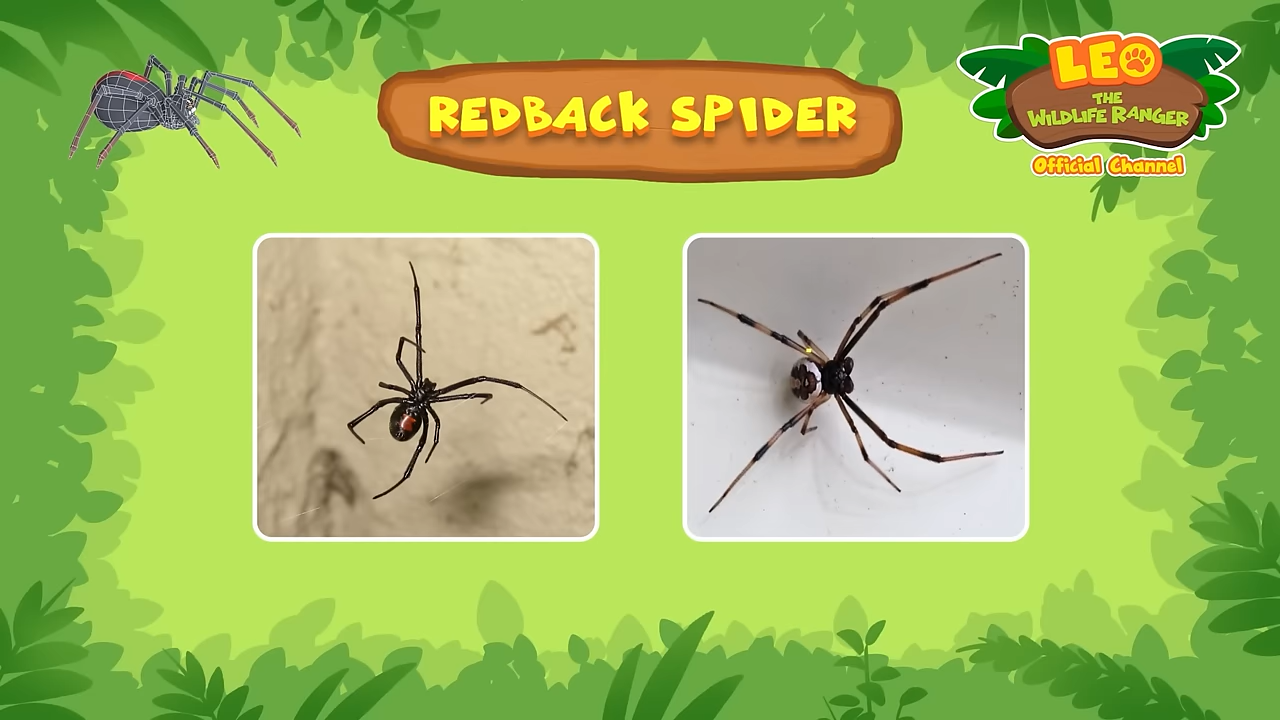 REDBACK SPIDER
LEO
THE
WILDLIFE RANGER
Official Channel